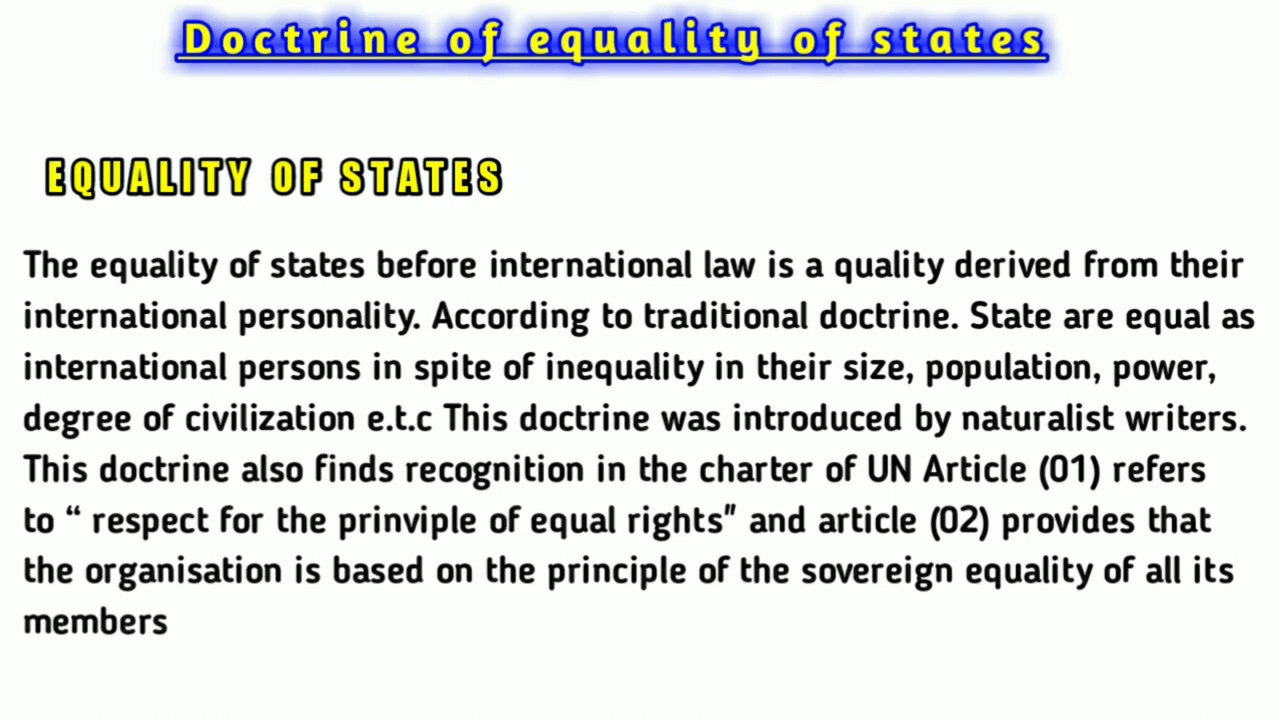 Doctrine of equality of states
EQUALITY OF STATES
The equality of states before international law is a quality derived from their
international personality. According to traditional doctrine. State are equal as
international persons in spite of inequality in their size, population, power,
degree of civilization e.t.c This doctrine was introduced by naturalist writers.
This doctrine also finds recognition in the charter of UN Article (01) refers
to “ respect for the prinviple of equal rights" and article (02) provides that
the organisation is based on the principle of the sovereign equality of all its
members